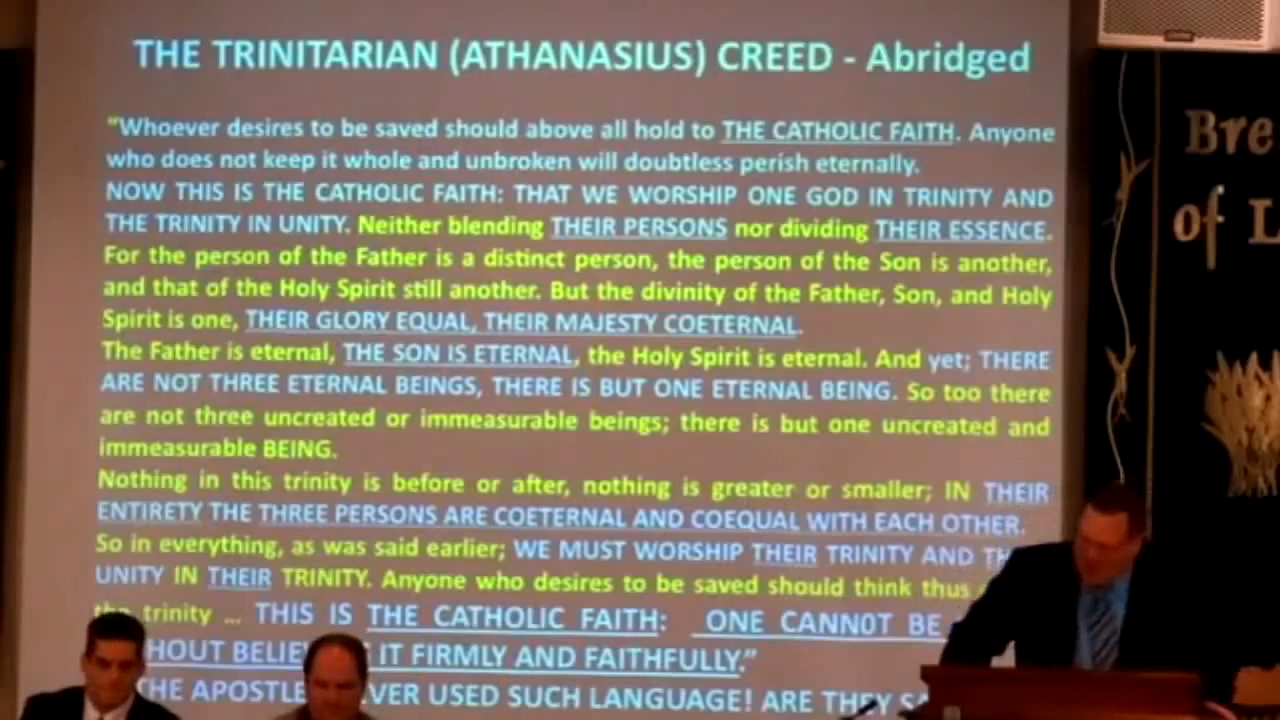 THE TRINITARIAN (ATHANASIUS) CREED - Abridged
"Whoever desires to be saved should above all hold to THE CATHOLIC FAITH. Anyone
who does not keep it whole and unbroken will doubtless perish eternally.
NOW THIS IS THE CATHOLIC FAITH: THAT WE WORSHIP ONE GOD IN TRINITY AND
THE TRINITY IN UNITY. Neither blending THEIR PERSONS nor dividing THEIR ESSENCE.
For the person of the Father is a distinct person, the person of the Son is another,
and that of the Holy Spirit still another. But the divinity of the Father, Son, and Holy
Spirit is one, THEIR GLORY EQUAL, THEIR MAJESTY COETERNAL.
The Father is eternal, THE SON IS ETERNAL, the Holy Spirit is eternal. And yet; THERE
ARE NOT THREE ETERNAL BEINGS, THERE IS BUT ONE ETERNAL BEING. So too there
are not three uncreated or immeasurable beings; there is but one uncreated and
immeasurable BEING.
Nothing in this trinity is before or after, nothing is greater or smaller; IN THEIR
ENTIRETY THE THREE PERSONS ARE COETERNAL AND COEQUAL WITH EACH OTHER.
So in everything, as was said earlier; WE MUST WORSHIP THEIR TRINITY AND
UNITY IN THEIR TRINITY. Anyone who desires to be saved should think thus
the trinity ... THIS IS THE CATHOLIC FAITH: ONE CANNOT BE
HOUT BELIE IT FIRMLY AND FAITHFULLY."
HE APOSTLE VER USED SUCH LANGUAGE! ARE THEY
Bre
of L